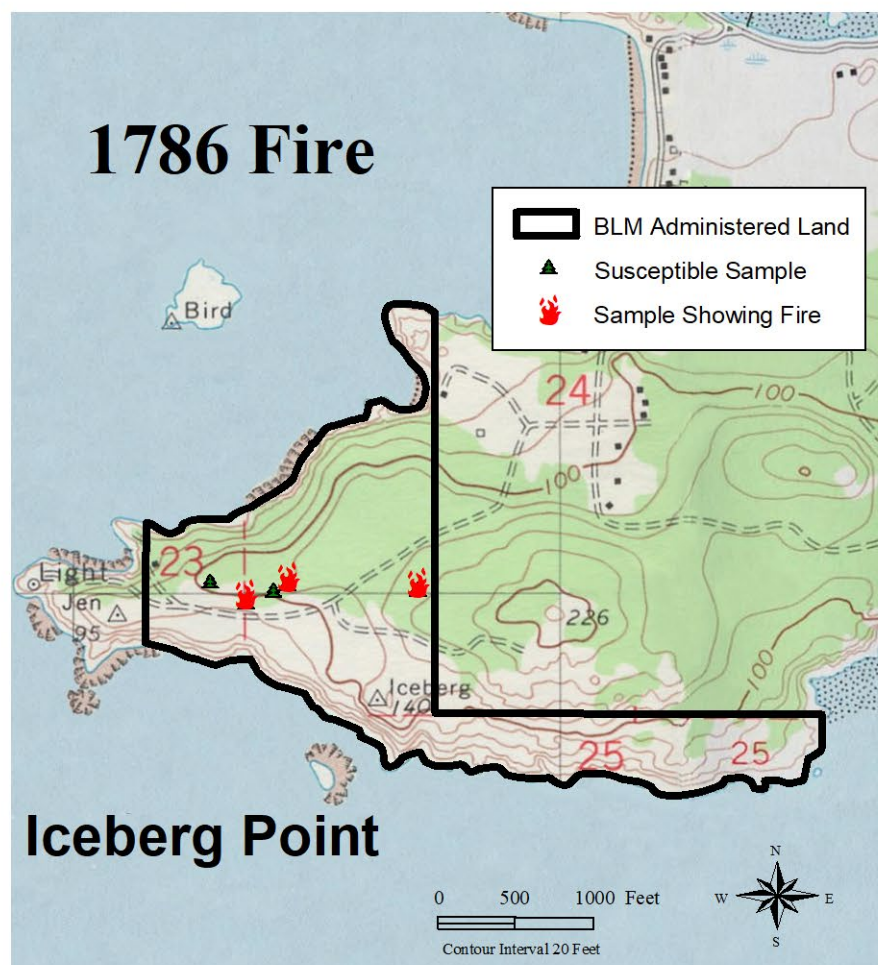 1786 Fire
BLM Administered Land
Susceptible Sample
Sample Showing Fire
Bird
24
100
100
23
Light
Jen
95
226
Iceberg
140
100
25
25
Iceberg Point
N
W
E
S
0 500 1000 Feet
Contour Interval 20 Feet